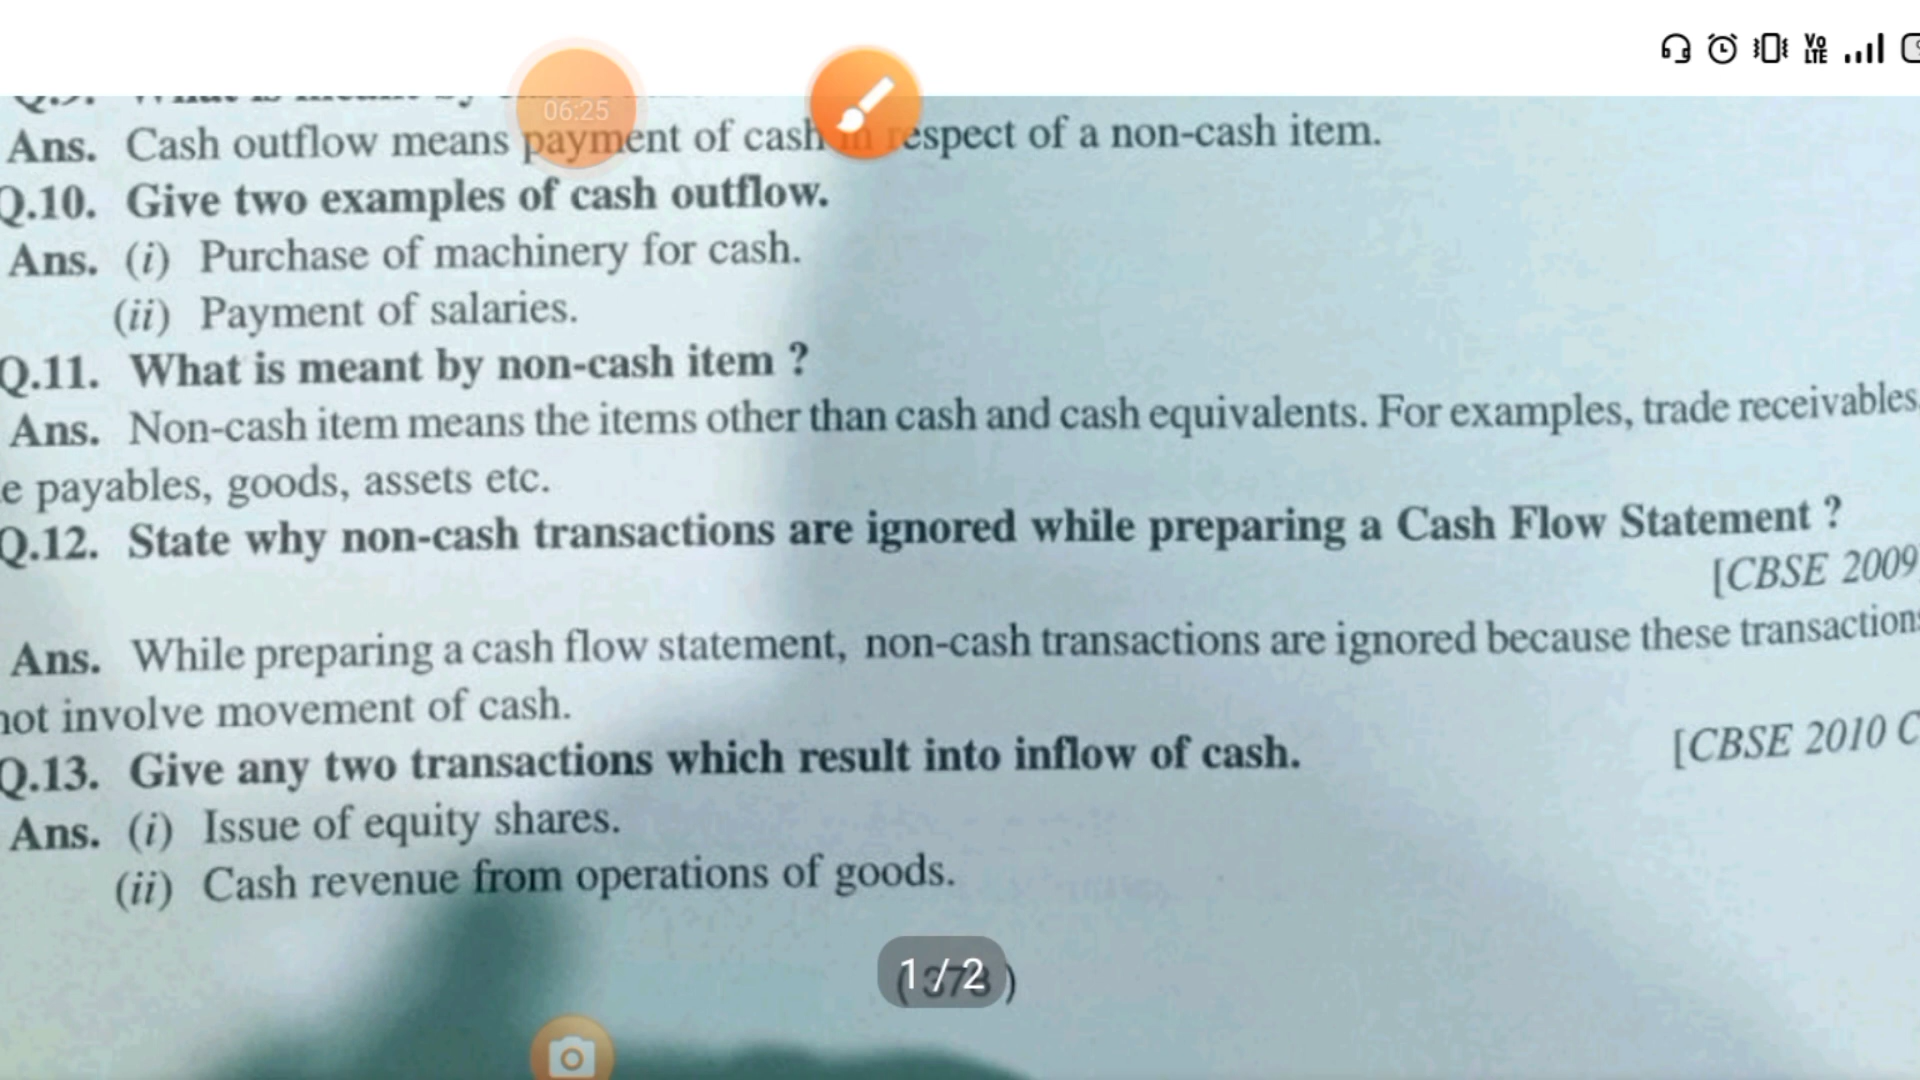 06:25
Ans. Cash outflow means payment of cash in respect of a non-cash item.
Q.10. Give two examples of cash outflow.
Ans. (i) Purchase of machinery for cash.
(ii) Payment of salaries.
Q.11. What is meant by non-cash item ?
Ans. Non-cash item means the items other than cash and cash equivalents. For examples, trade receivables
e payables, goods, assets etc.
Q.12. State why non-cash transactions are ignored while preparing a Cash Flow Statement ?
[CBSE 2009]
Ans. While preparing a cash flow statement, non-cash transactions are ignored because these transactions
not involve movement of cash.
Q.13. Give any two transactions which result into inflow of cash.
[CBSE 2010 C
Ans. (i) Issue of equity shares.
(ii) Cash revenue from operations of goods.
1 / 2